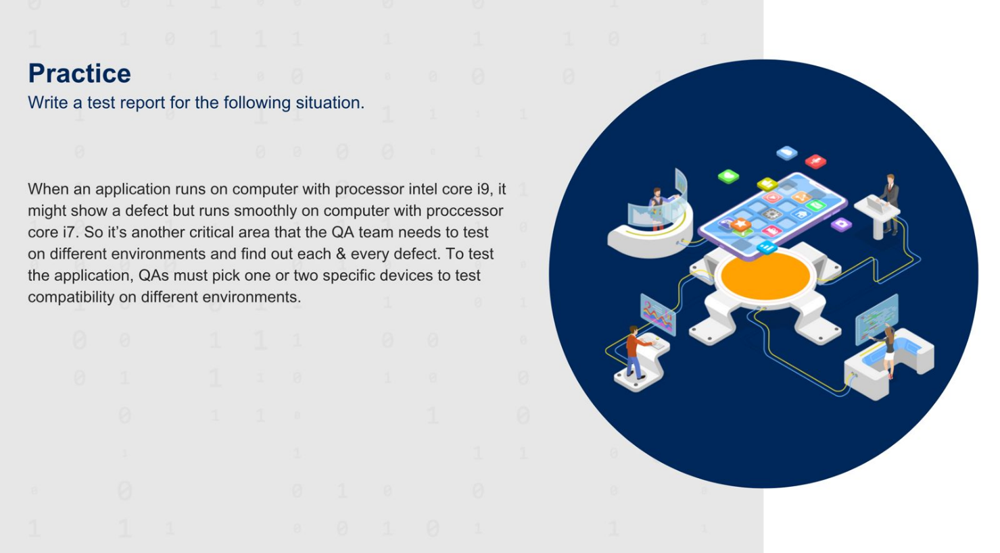 Practice
Write a test report for the following situation.
When an application runs on computer with processor intel core i9, it
might show a defect but runs smoothly on computer with proccessor
core i7. So it’s another critical area that the QA team needs to test
on different environments and find out each & every defect. To test
the application, QAs must pick one or two specific devices to test
compatibility on different environments.